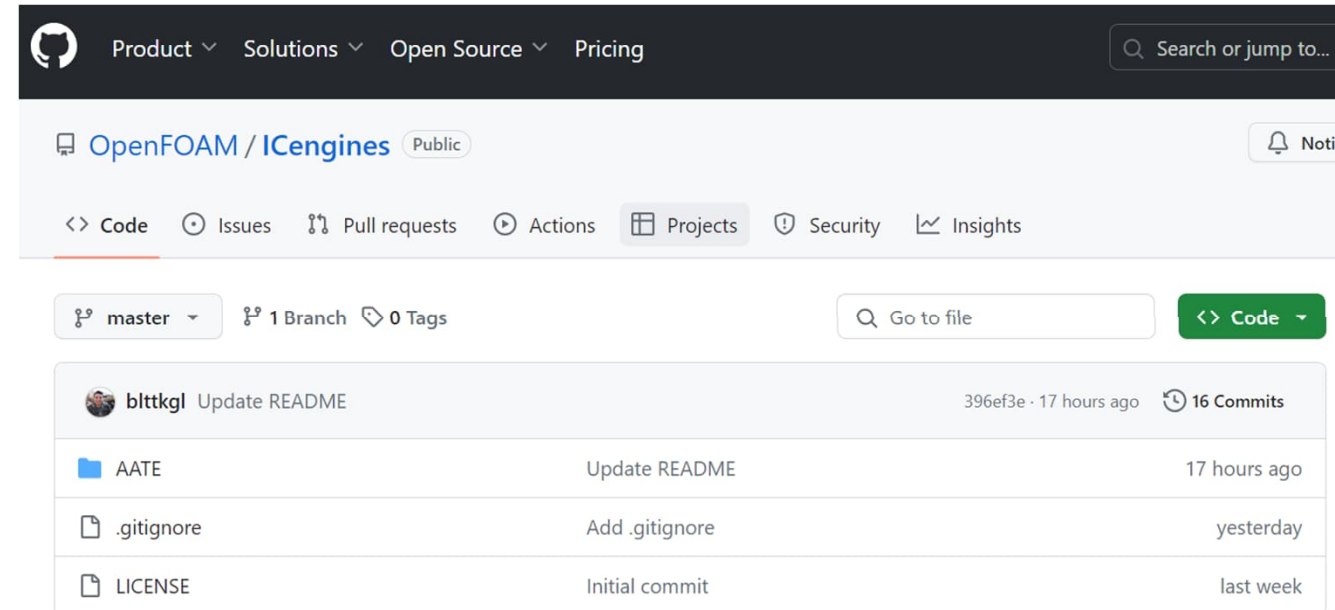 Product Solutions Open Source Pricing Search or jump to...
OpenFOAM / ICengines Public Noti
Code Issues Pull requests Actions Projects Security Insights
master 1 Branch 0 Tags Go to file Code
blttkgl Update README 396ef3e · 17 hours ago 16 Commits
AATE Update README 17 hours ago
.gitignore Add .gitignore yesterday
LICENSE Initial commit last week